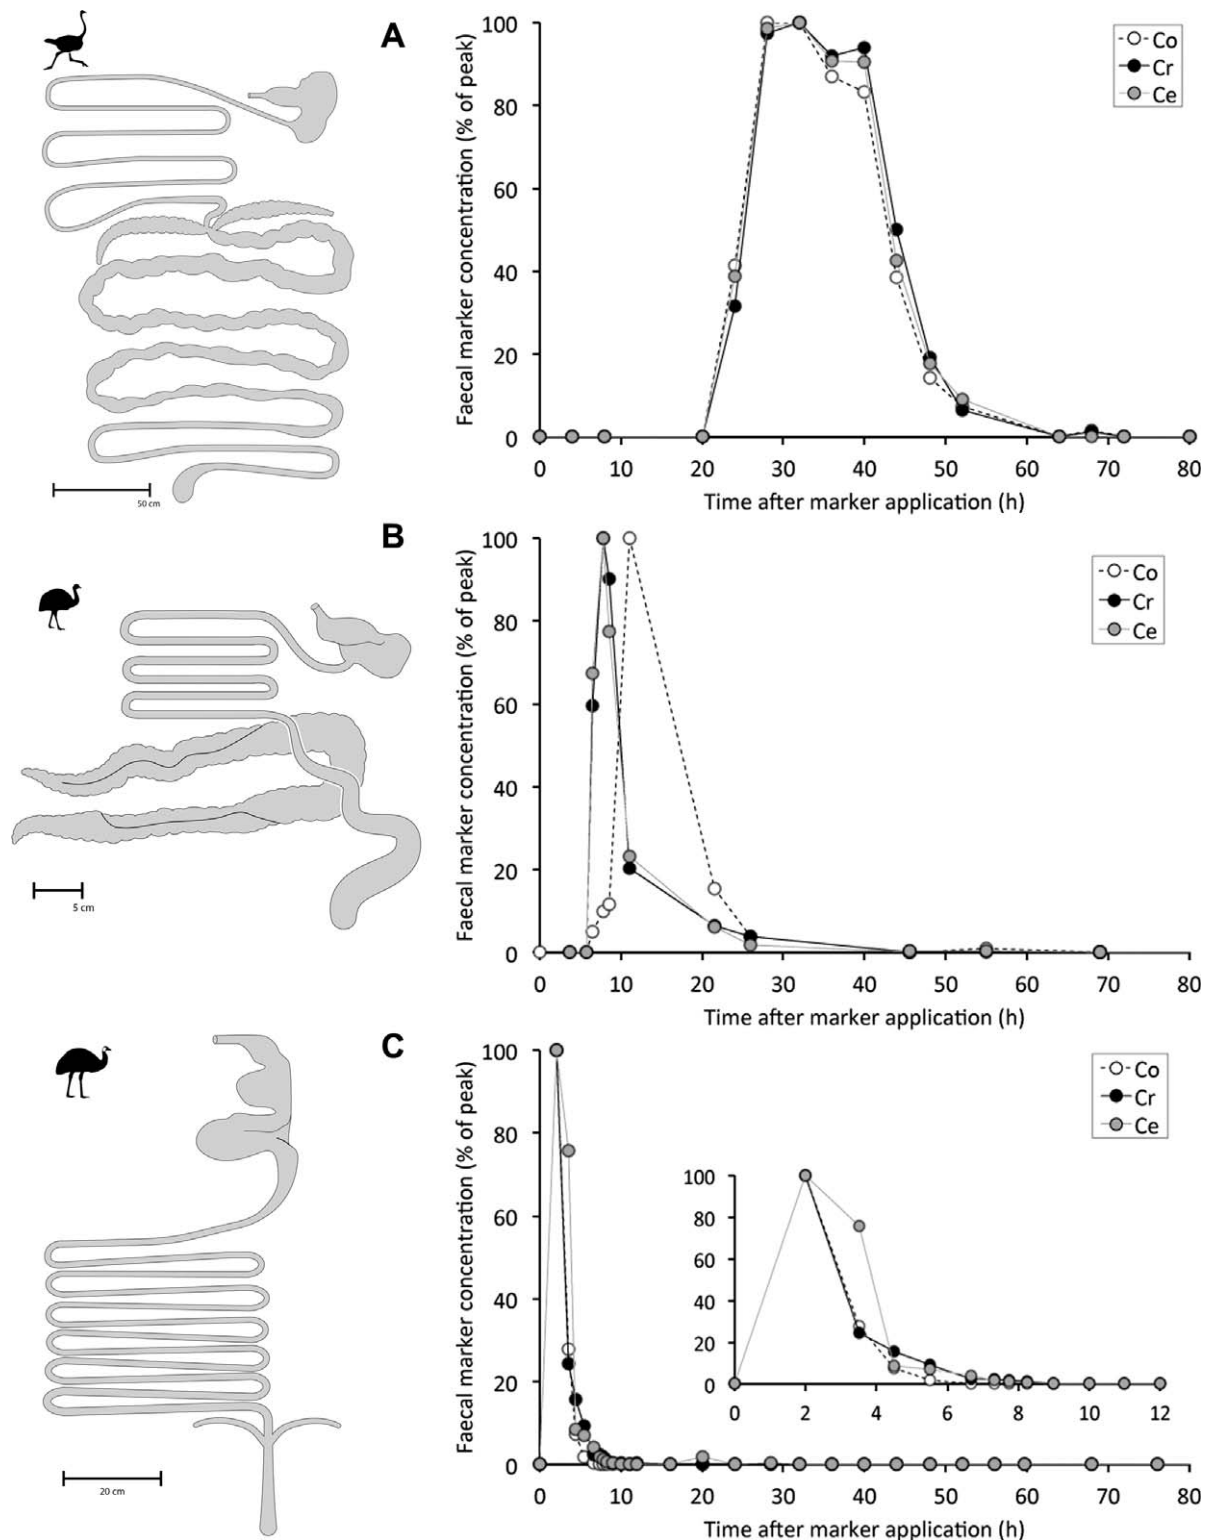 A
Faecal marker concentration (% of peak)
100
80
60
40
20
0
0 10 20 30 40 50 60 70 80
Time after marker application (h)
Co
Cr
Ce
50 cm
B
Faecal marker concentration (% of peak)
100
80
60
40
20
0
0 10 20 30 40 50 60 70 80
Time after marker application (h)
Co
Cr
Ce
5 cm
C
Faecal marker concentration (% of peak)
100
80
60
40
20
0
0 10 20 30 40 50 60 70 80
Time after marker application (h)
Co
Cr
Ce
100
80
60
40
20
0
0 2 4 6 8 10 12
20 cm